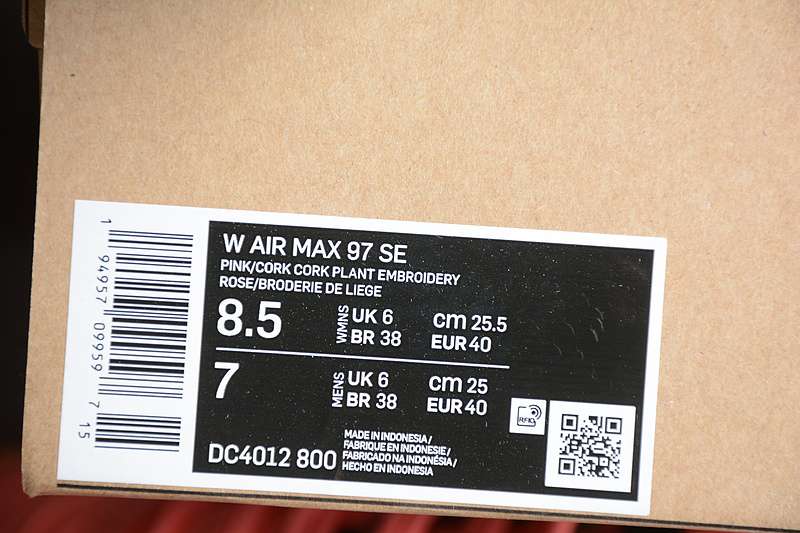 1 94957 09959 7 15
W AIR MAX 97 SE
PINK/CORK CORK PLANT EMBROIDERY
ROSE/BRODERIE DE LIEGE
8.5 WMNS UK 6 cm 25.5
BR 38 EUR 40
7 MENS UK 6 cm 25
BR 38 EUR 40
RFID
DC4012 800
MADE IN INDONESIA/
FABRIQUE EN INDONESIE/
FABRICADO NA INDONÉSIA/
HECHO EN INDONESIA